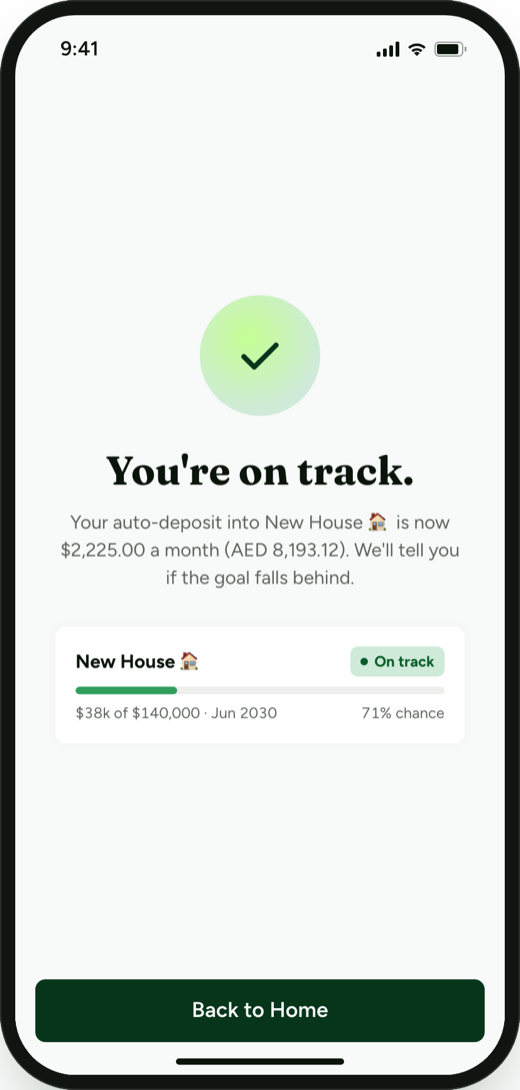 9:41
You're on track.
Your auto-deposit into New House 🏠 is now
$2,225.00 a month (AED 8,193.12). We'll tell you
if the goal falls behind.
New House 🏠
On track
$38k of $140,000 · Jun 2030
71% chance
Back to Home